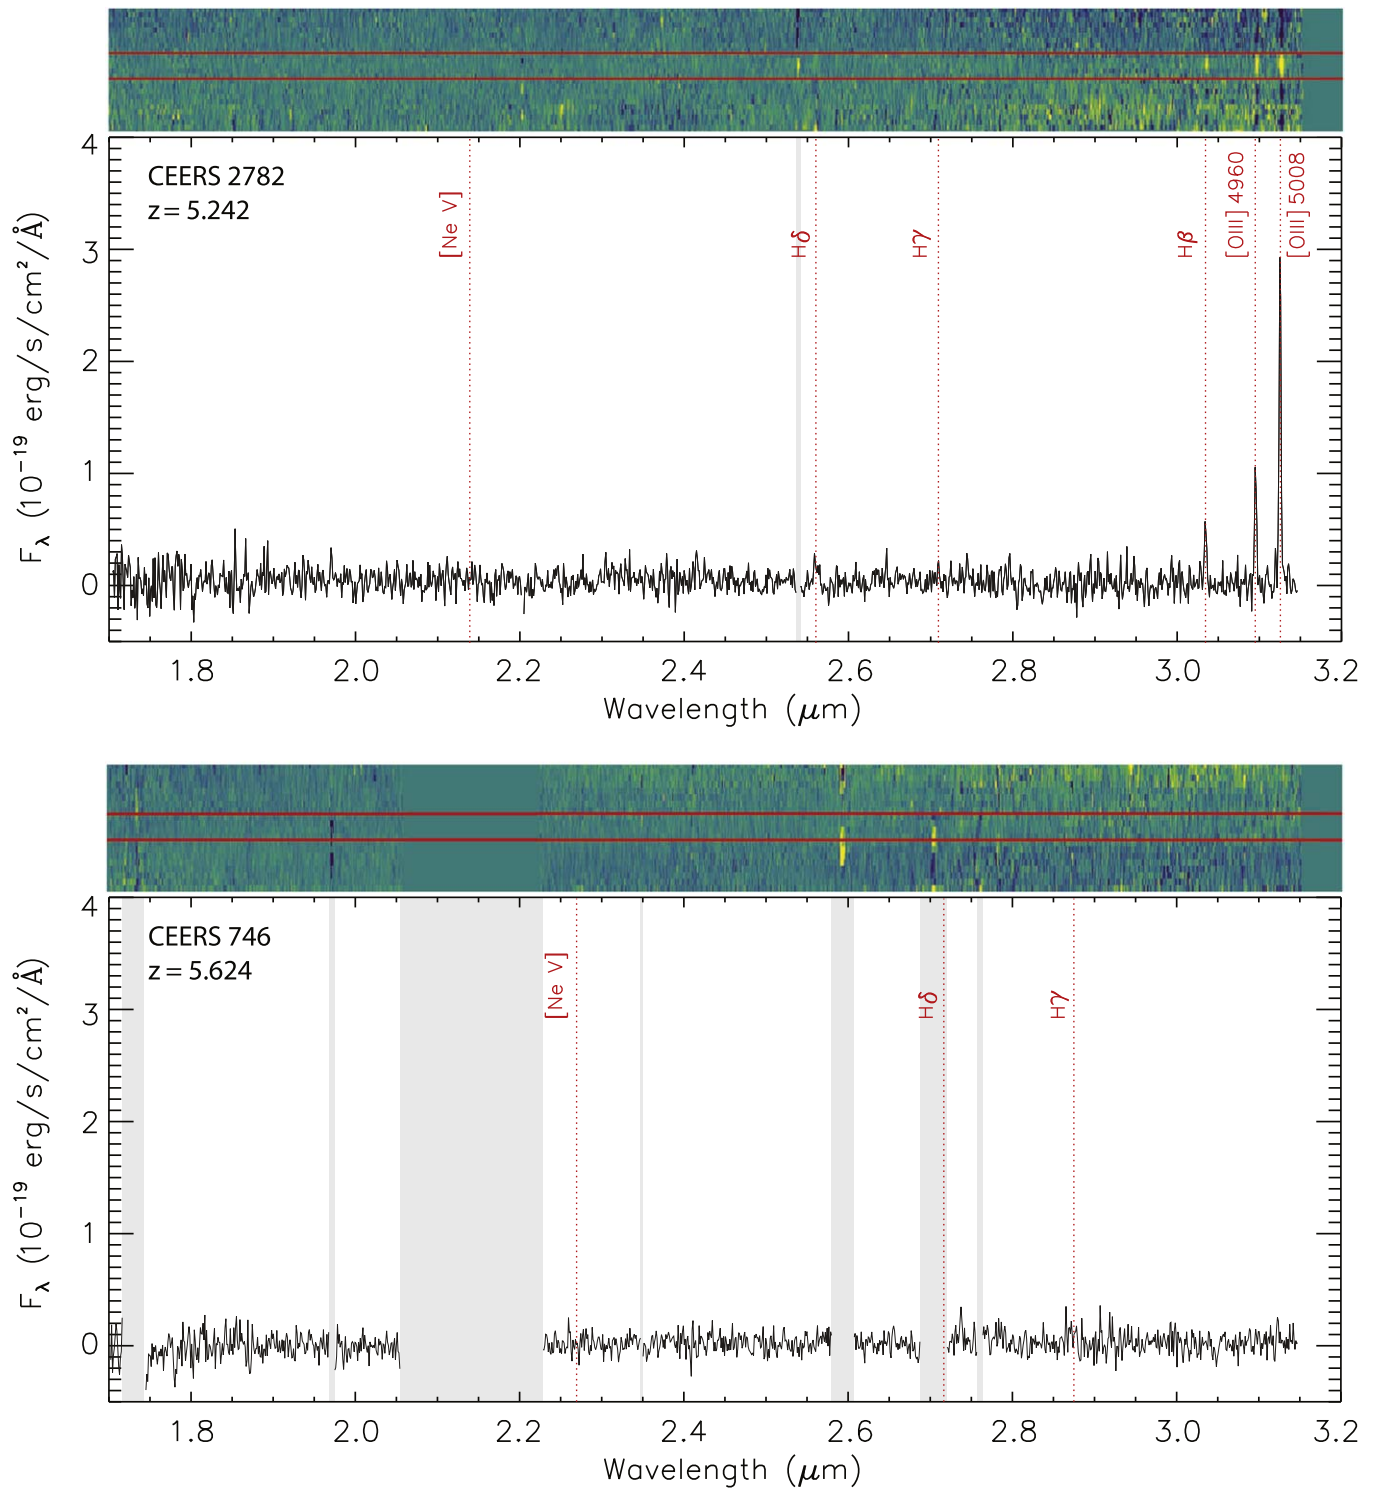 4
CEERS 2782
z = 5.242
[Ne V]
Hδ
Hγ
Hβ
[OIII] 4960
[OIII] 5008
3
2
1
0
F_λ (10⁻¹⁹ erg/s/cm²/Å)
1.8 2.0 2.2 2.4 2.6 2.8 3.0 3.2
Wavelength (μm)
4
CEERS 746
z = 5.624
[Ne V]
Hδ
Hγ
3
2
1
0
F_λ (10⁻¹⁹ erg/s/cm²/Å)
1.8 2.0 2.2 2.4 2.6 2.8 3.0 3.2
Wavelength (μm)